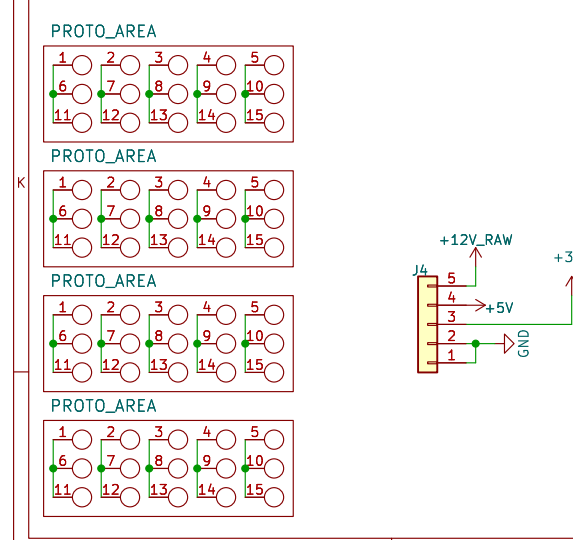 PROTO_AREA
1 2 3 4 5
6 7 8 9 10
11 12 13 14 15
PROTO_AREA
1 2 3 4 5
6 7 8 9 10
11 12 13 14 15
K
PROTO_AREA
1 2 3 4 5
6 7 8 9 10
11 12 13 14 15
PROTO_AREA
1 2 3 4 5
6 7 8 9 10
11 12 13 14 15
+12V_RAW
+3
J4
5
4 +5V
3
2 GND
1